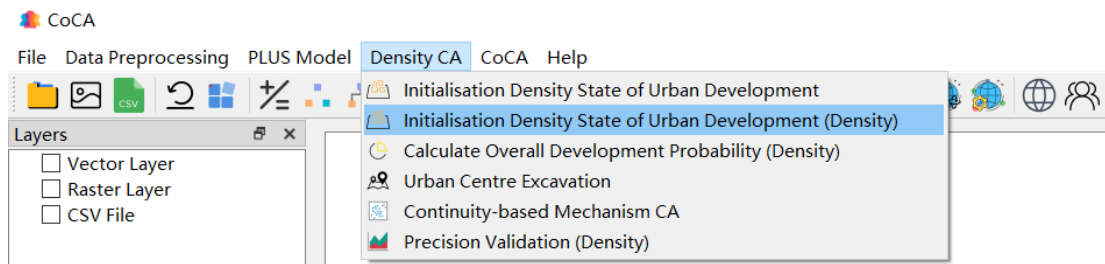 CoCA
File Data Preprocessing PLUS Model Density CA CoCA Help
CSV
Initialisation Density State of Urban Development
Initialisation Density State of Urban Development (Density)
Calculate Overall Development Probability (Density)
Urban Centre Excavation
Continuity-based Mechanism CA
Precision Validation (Density)
Layers
Vector Layer
Raster Layer
CSV File